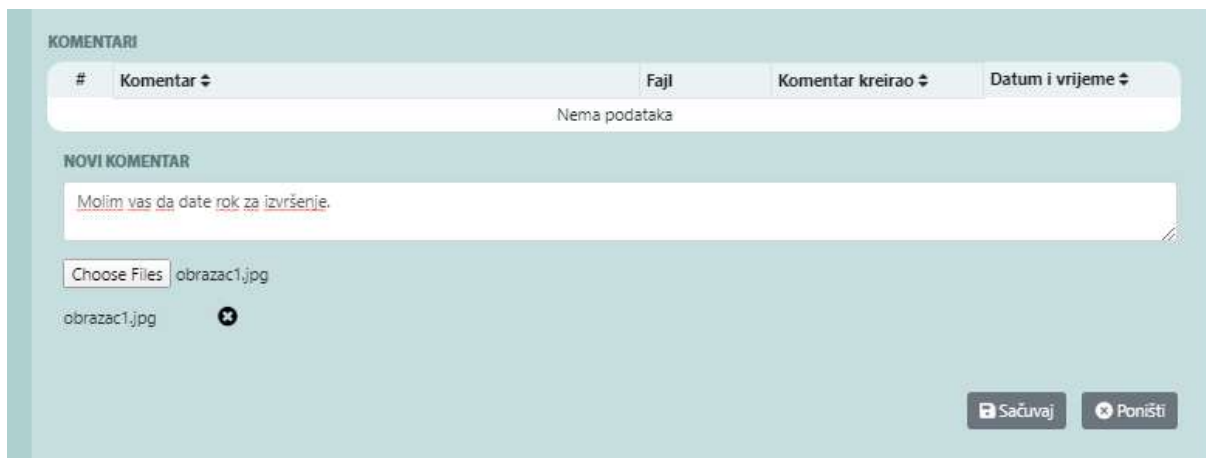 KOMENTARI
# Komentar Fajl Komentar kreirao Datum i vrijeme
Nema podataka
NOVI KOMENTAR
Molim vas da date rok za izvršenje.
Choose Files obrazac1.jpg
obrazac1.jpg
Sačuvaj Poništi